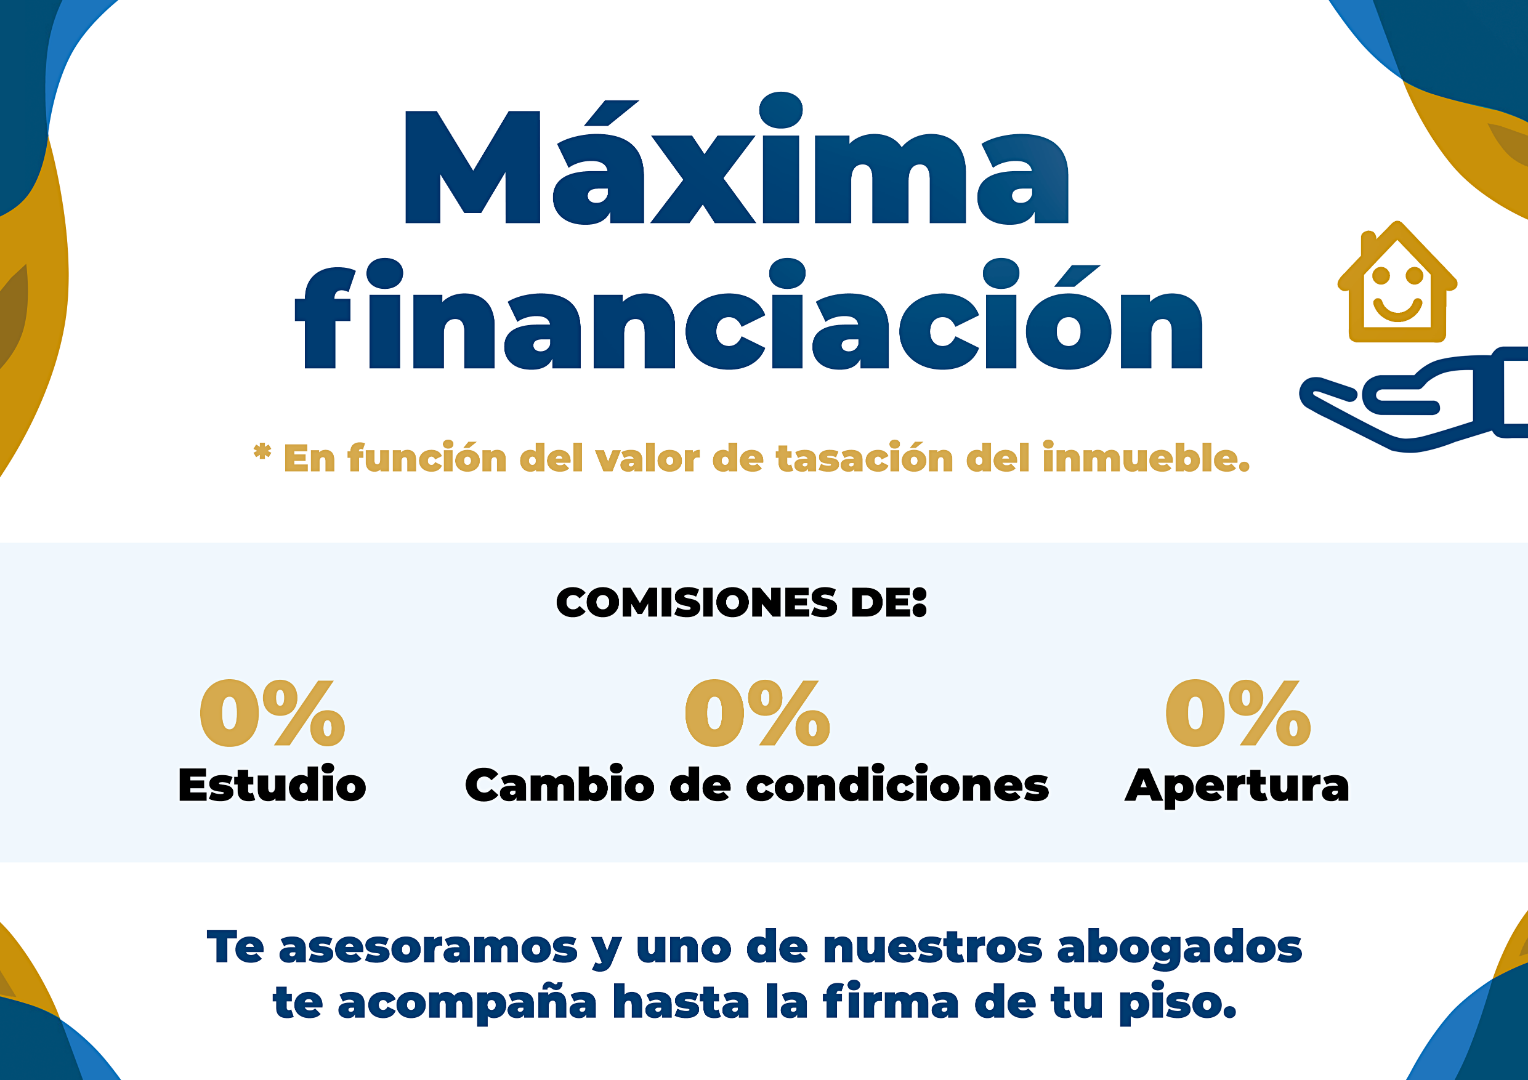 Máxima
financiación
* En función del valor de tasación del inmueble.
COMISIONES DE:
0% 0% 0%
Estudio Cambio de condiciones Apertura
Te asesoramos y uno de nuestros abogados
te acompaña hasta la firma de tu piso.